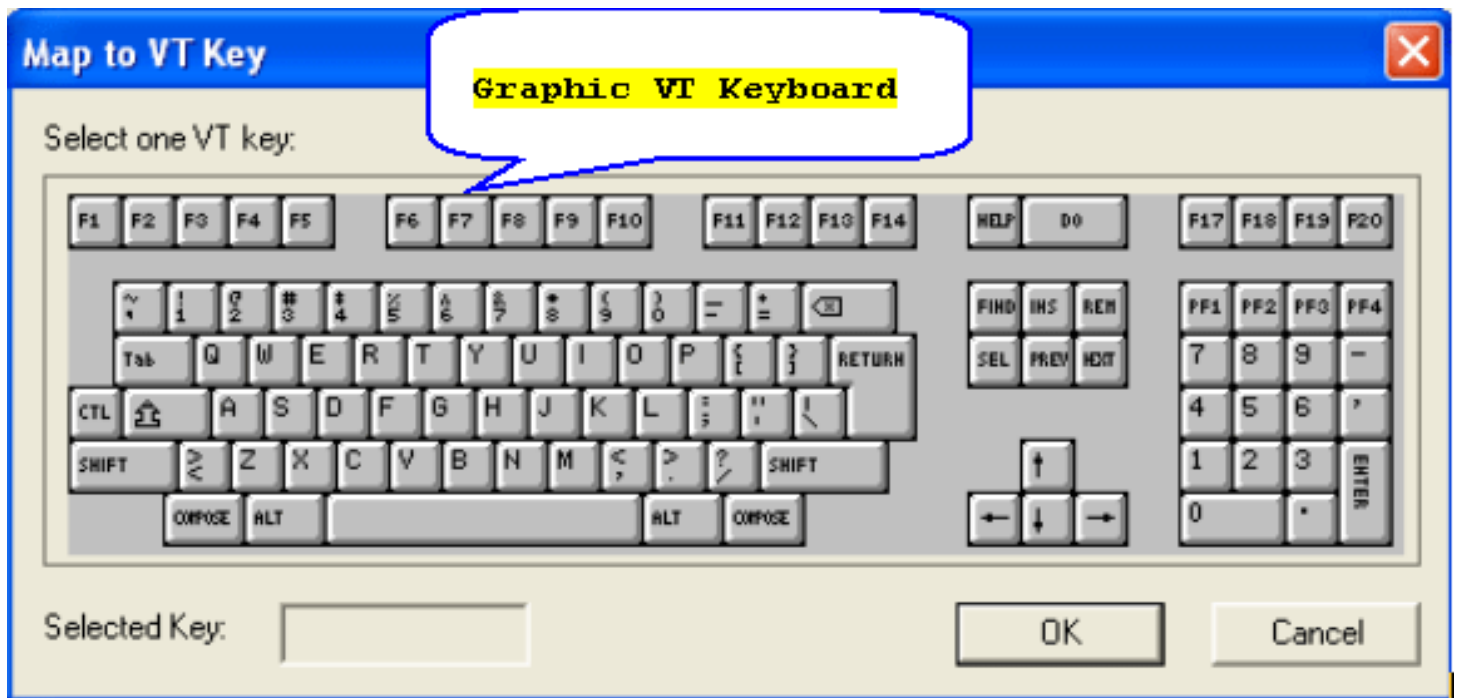 Map to VT Key
Graphic VT Keyboard
Select one VT key:
F1 F2 F3 F4 F5 F6 F7 F8 F9 F10 F11 F12 F13 F14 HELP DO F17 F18 F19 F20
~ ! @ # $ % ^ & * ( ) _ + FIND INS REM PF1 PF2 PF3 PF4
' 1 2 3 4 5 6 7 8 9 0 - =
Tab Q W E R T Y U I O P { } RETURN SEL PREV NEXT 7 8 9 -
[ ]
CTL A S D F G H J K L : " | 4 5 6 ,
; ' \
SHIFT > Z X C V B N M < > ? SHIFT ↑ 1 2 3 ENTER
< , . /
COMPOSE ALT ALT COMPOSE ← ↓ → 0 .
Selected Key:
OK Cancel